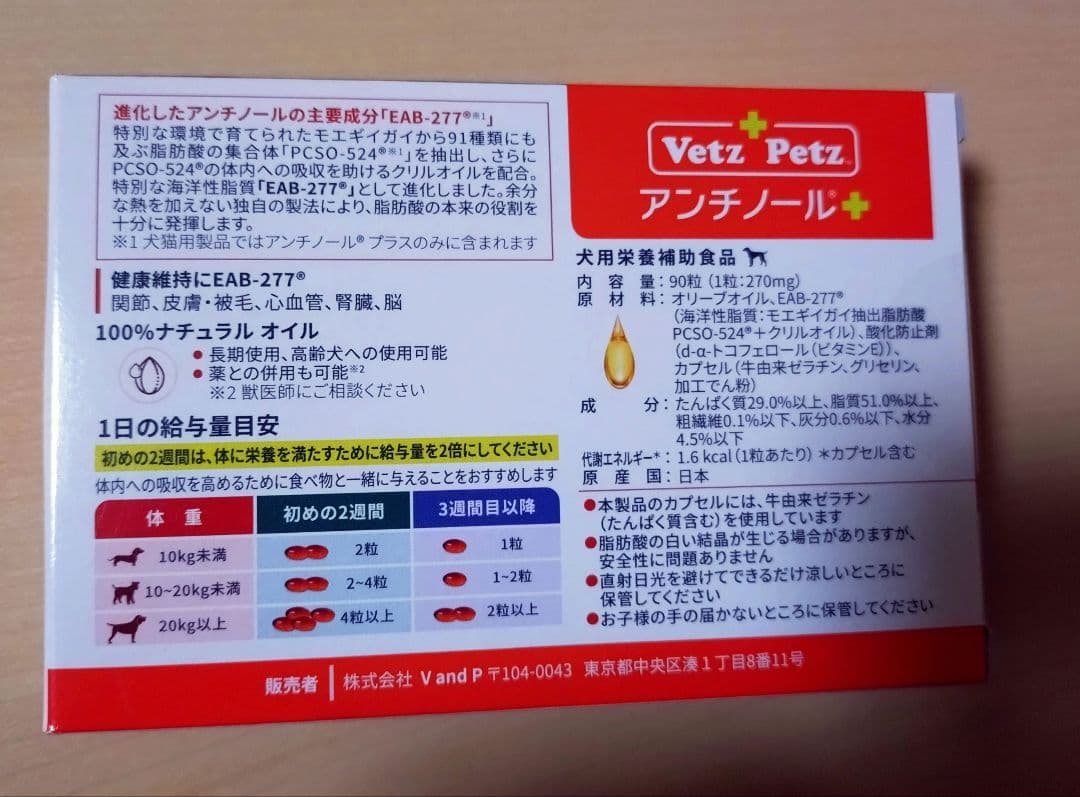 進化したアンチノールの主要成分「EAB-277®※1」
特別な環境で育てられたモエギイガイから91種類にも
及ぶ脂肪酸の集合体「PCSO-524®※1」を抽出し、さらに
PCSO-524®の体内への吸収を助けるクリルオイルを配合。
特別な海洋性脂質「EAB-277®」として進化しました。余分
な熱を加えない独自の製法により、脂肪酸の本来の役割を
十分に発揮します。
※1 犬猫用製品ではアンチノール® プラスのみに含まれます
健康維持にEAB-277®
関節、皮膚・被毛、心血管、腎臓、脳
100%ナチュラル オイル
●長期使用、高齢犬への使用可能
●薬との併用も可能※2
※2 獣医師にご相談ください
1日の給与量目安
初めの2週間は、体に栄養を満たすために給与量を2倍にしてください
体内への吸収を高めるために食べ物と一緒に与えることをおすすめします
体 重 初めの2週間 3週間目以降
10kg未満 2粒 1粒
10~20kg未満 2~4粒 1~2粒
20kg以上 4粒以上 2粒以上
Vetz Petz™
アンチノール®
犬用栄養補助食品
内 容 量：90粒（1粒：270mg）
原 材 料：オリーブオイル、EAB-277®
（海洋性脂質：モエギイガイ抽出脂肪酸
PCSO-524®+クリルオイル）、酸化防止剤
（d-α-トコフェロール（ビタミンE））、
カプセル（牛由来ゼラチン、グリセリン、
加工でん粉）
成 分：たんぱく質29.0%以上、脂質51.0%以上、
粗繊維0.1%以下、灰分0.6%以下、水分
4.5%以下
代謝エネルギー*：1.6 kcal（1粒あたり）＊カプセル含む
原 産 国：日本
●本製品のカプセルには、牛由来ゼラチン
（たんぱく質含む）を使用しています
●脂肪酸の白い結晶が生じる場合がありますが、
安全性に問題ありません
●直射日光を避けてできるだけ涼しいところに
保管してください
●お子様の手の届かないところに保管してください
販売者 株式会社 V and P 〒104-0043 東京都中央区湊1丁目8番11号